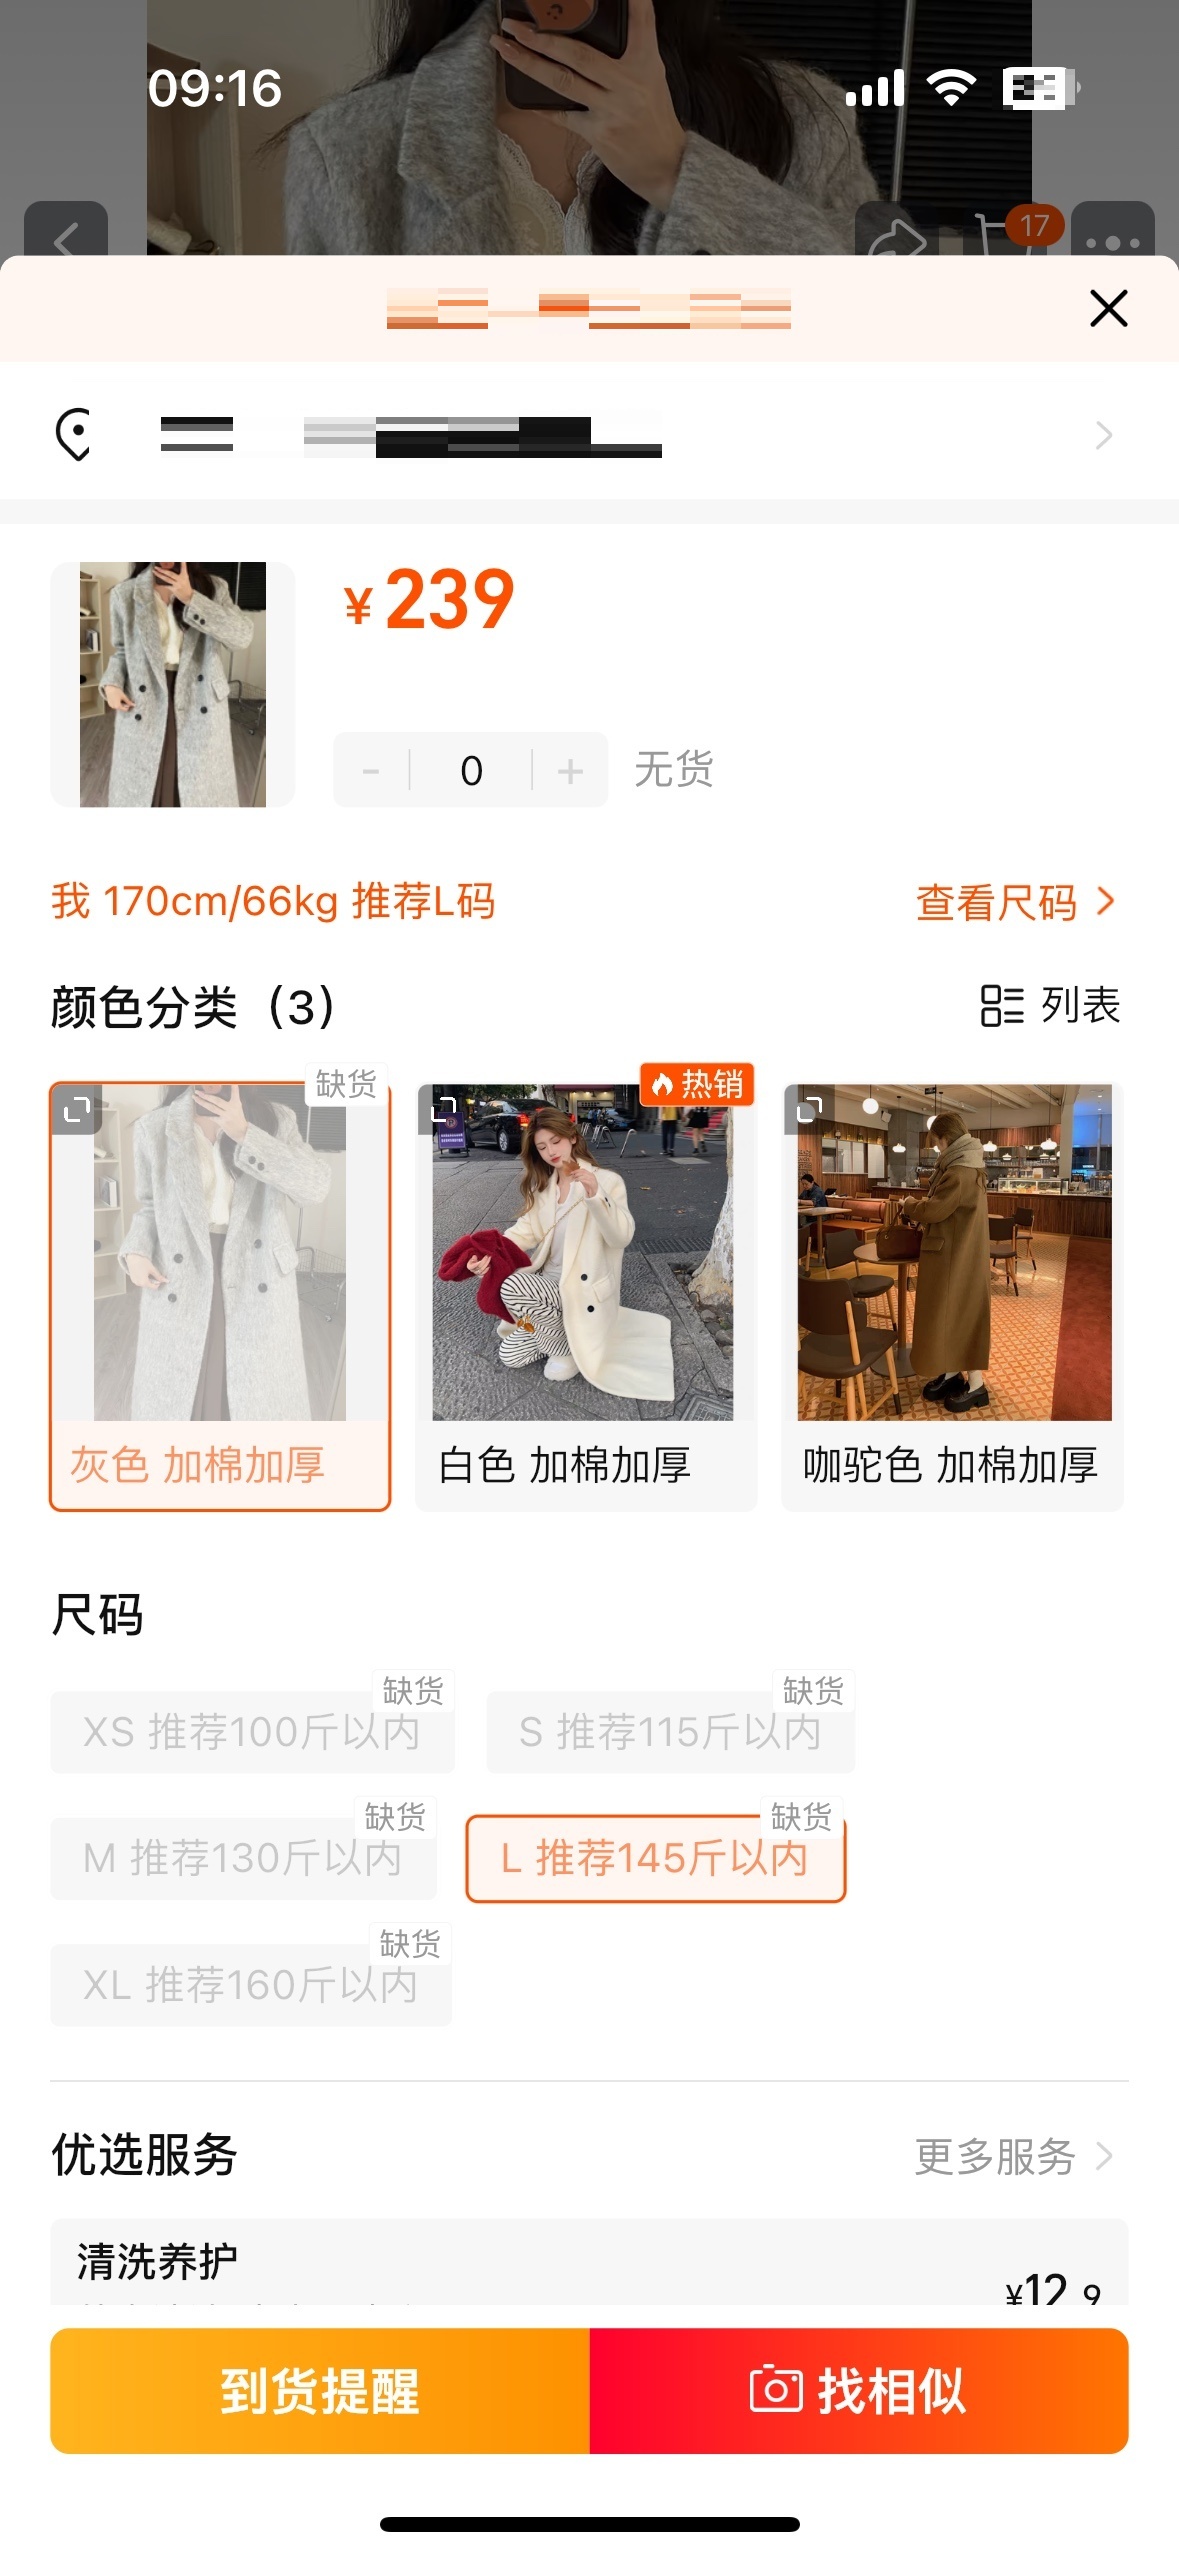 09:16
17
¥239
- 0 + 无货
我 170cm/66kg 推荐L码
查看尺码
颜色分类（3）
列表
缺货
热销
灰色 加棉加厚
白色 加棉加厚
咖驼色 加棉加厚
尺码
缺货
XS 推荐100斤以内
缺货
S 推荐115斤以内
缺货
M 推荐130斤以内
缺货
L 推荐145斤以内
缺货
XL 推荐160斤以内
优选服务
更多服务
清洗养护
¥12.9
到货提醒
找相似